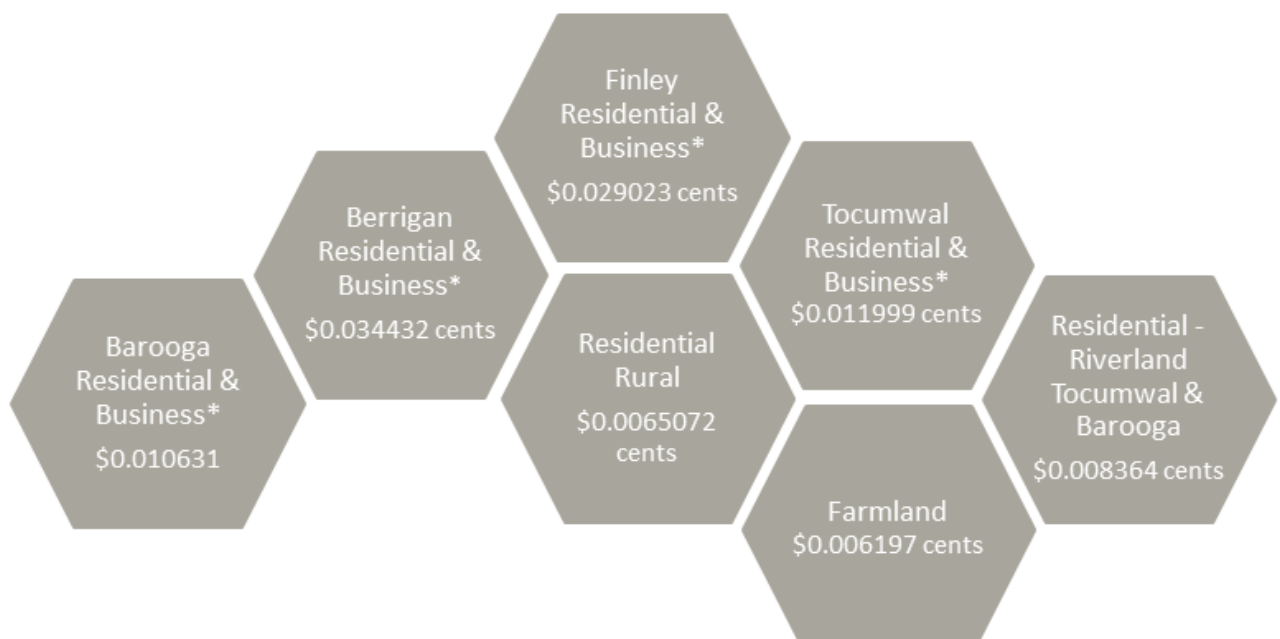 Finley
Residential &
Business*
$0.029023 cents
Berrigan
Residential &
Business*
$0.034432 cents
Tocumwal
Residential &
Business*
$0.011999 cents
Barooga
Residential &
Business*
$0.010631
Residential
Rural
$0.0065072
cents
Residential -
Riverland
Tocumwal &
Barooga
$0.008364 cents
Farmland
$0.006197 cents